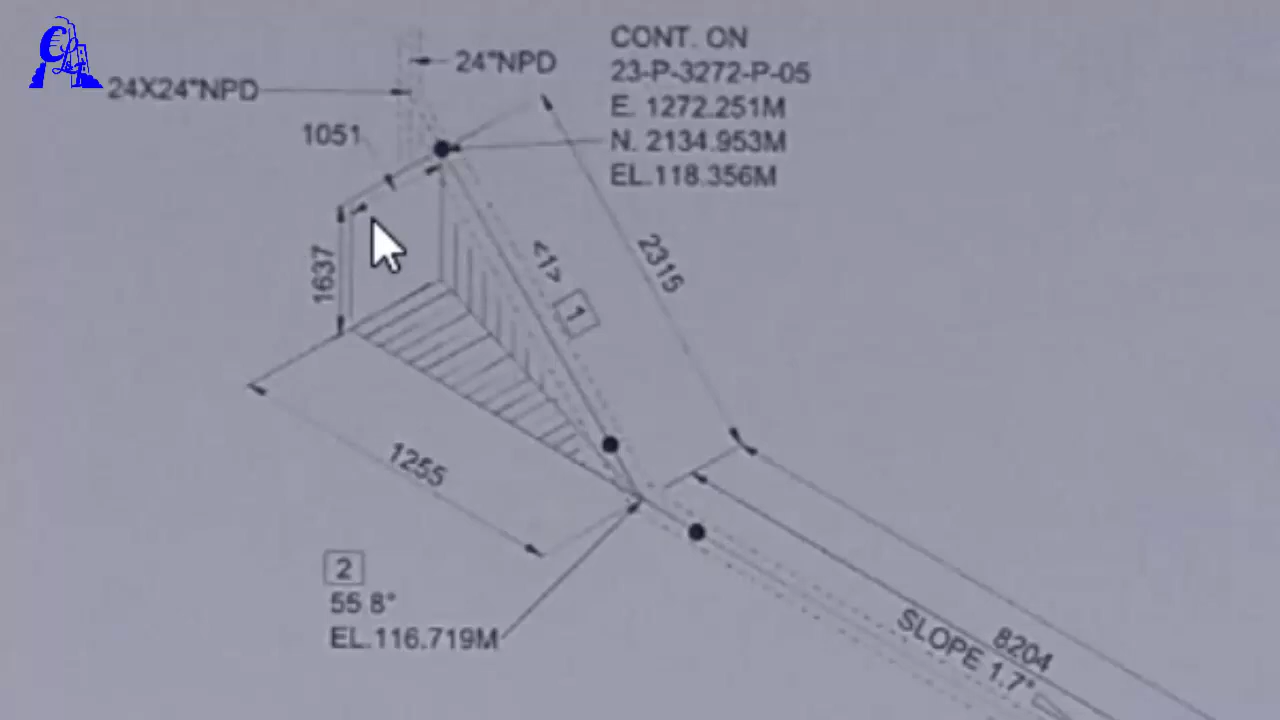 24"NPD
24X24"NPD
CONT. ON
23-P-3272-P-05
E. 1272.251M
N. 2134.953M
EL.118.356M
1051
1637
<1> 1
2315
1255
2
55.8°
EL.116.719M
8204
SLOPE 1.7°